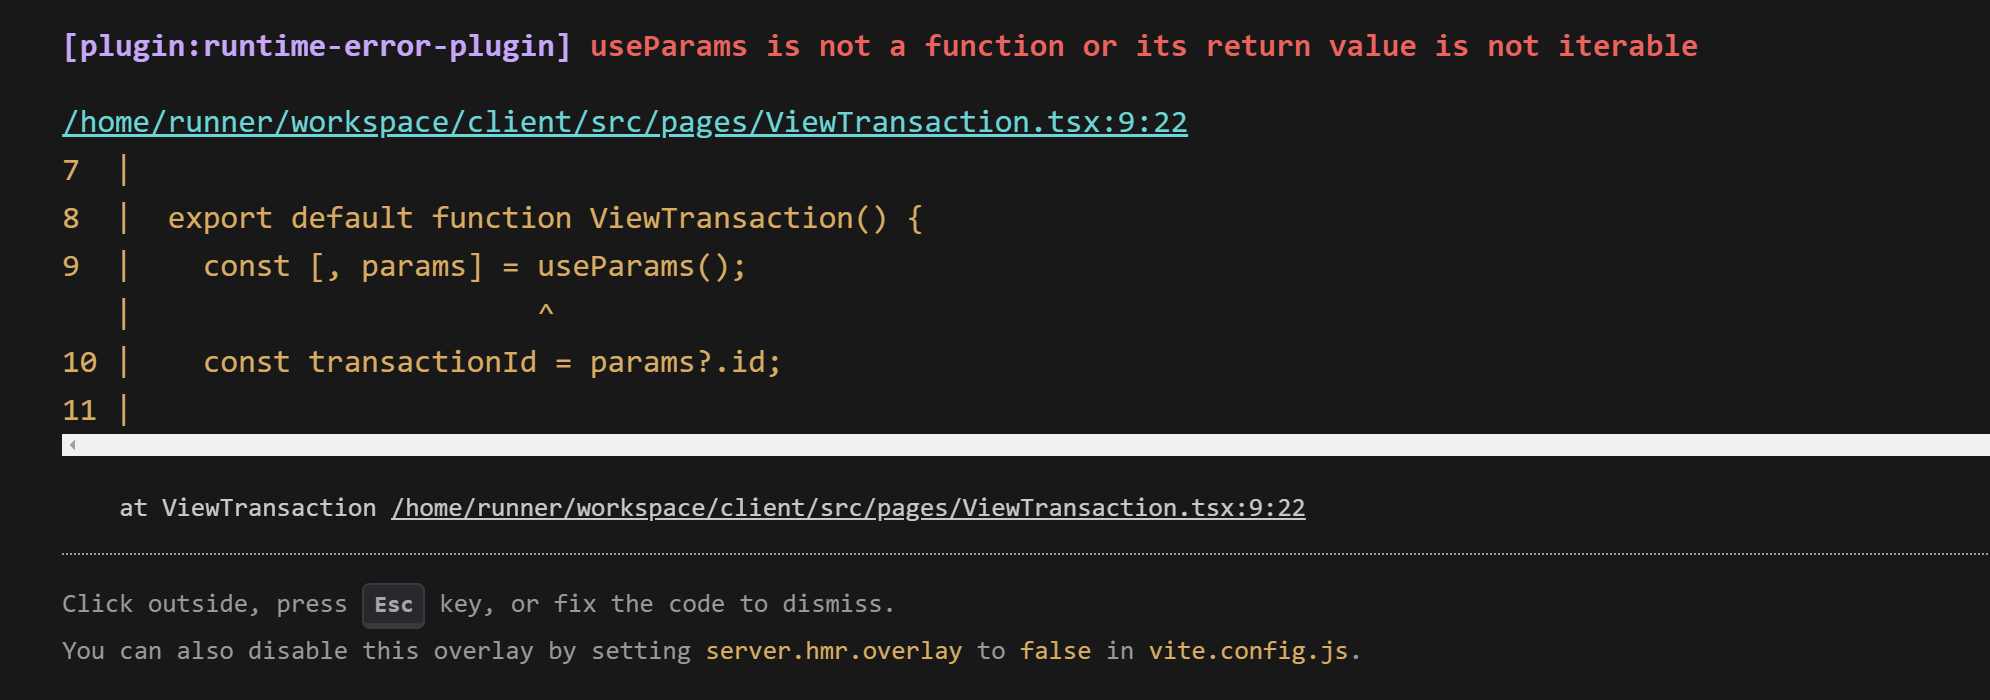 [plugin:runtime-error-plugin] useParams is not a function or its return value is not iterable
/home/runner/workspace/client/src/pages/ViewTransaction.tsx:9:22
7  |
8  |  export default function ViewTransaction() {
9  |    const [, params] = useParams();
   |                       ^
10 |    const transactionId = params?.id;
11 |
at ViewTransaction /home/runner/workspace/client/src/pages/ViewTransaction.tsx:9:22
Click outside, press Esc key, or fix the code to dismiss.
You can also disable this overlay by setting server.hmr.overlay to false in vite.config.js.